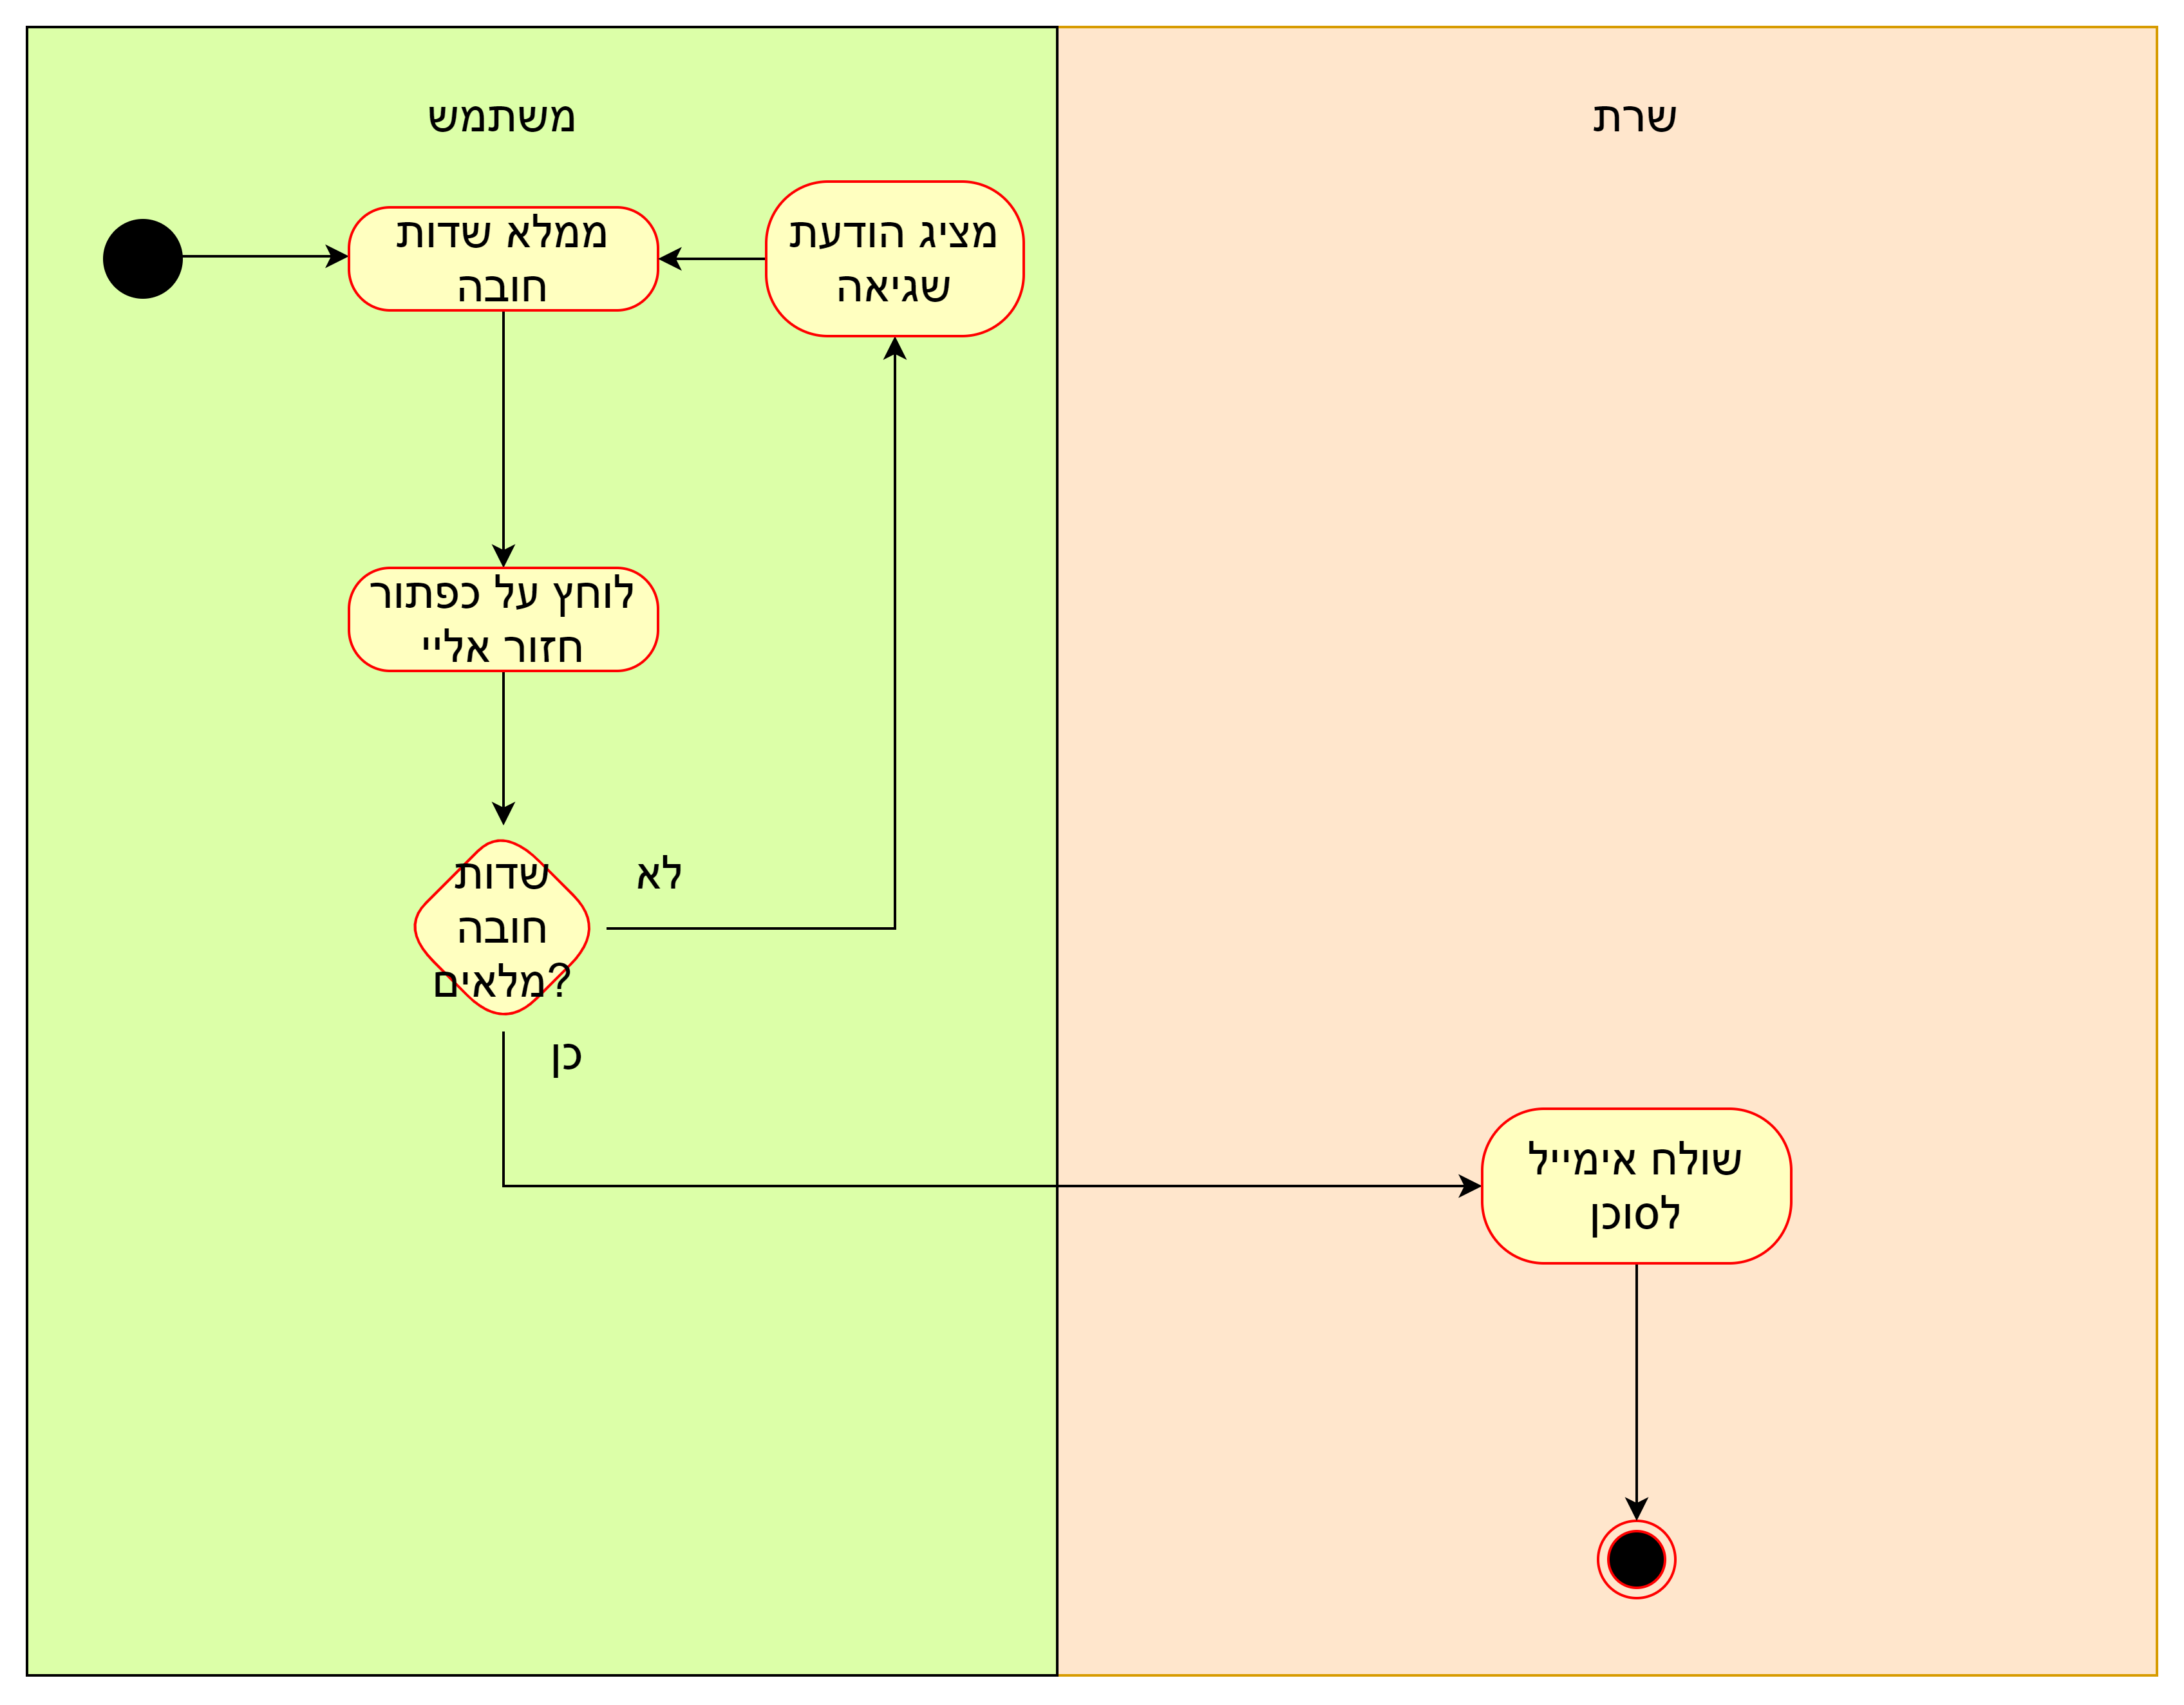 משתמש
שרת
ממלא שדות
חובה
מציג הודעת
שגיאה
לוחץ על כפתור
חזור אליי
שדות
חובה
מלאים?
לא
כן
שולח אימייל
לסוכן